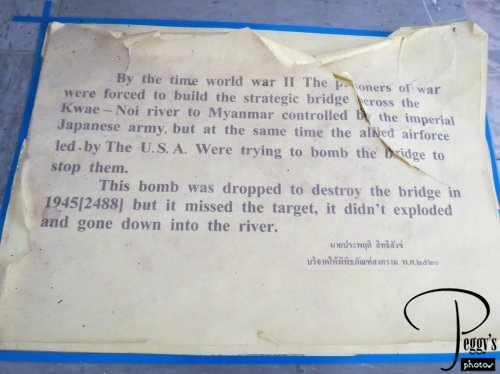 By the time world war II The prisoners of war
were forced to build the strategic bridge across the
Kwae - Noi river to Myanmar controlled by the imperial
Japanese army, but at the same time the allied airforce
led by The U.S.A. Were trying to bomb the bridge to
stop them.
This bomb was dropped to destroy the bridge in
1945[2488] but it missed the target, it didn't exploded
and gone down into the river.
นายประพฤติ สิทธิสังข์
บริจาคให้พิพิธภัณฑ์สงคราม พ.ศ.๒๕๒๐
Peggy's
photos